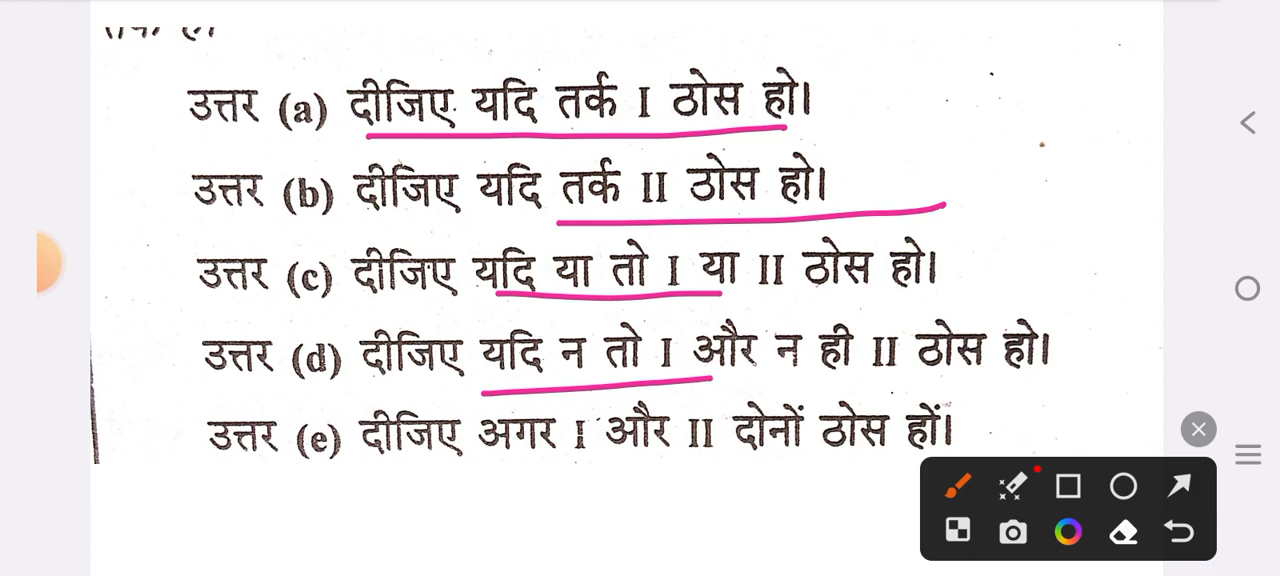 उत्तर (a) दीजिए यदि तर्क I ठोस हो।
उत्तर (b) दीजिए यदि तर्क II ठोस हो।
उत्तर (c) दीजिए यदि या तो I या II ठोस हो।
उत्तर (d) दीजिए यदि न तो I और न ही II ठोस हो।
उत्तर (e) दीजिए अगर I और II दोनों ठोस हों।